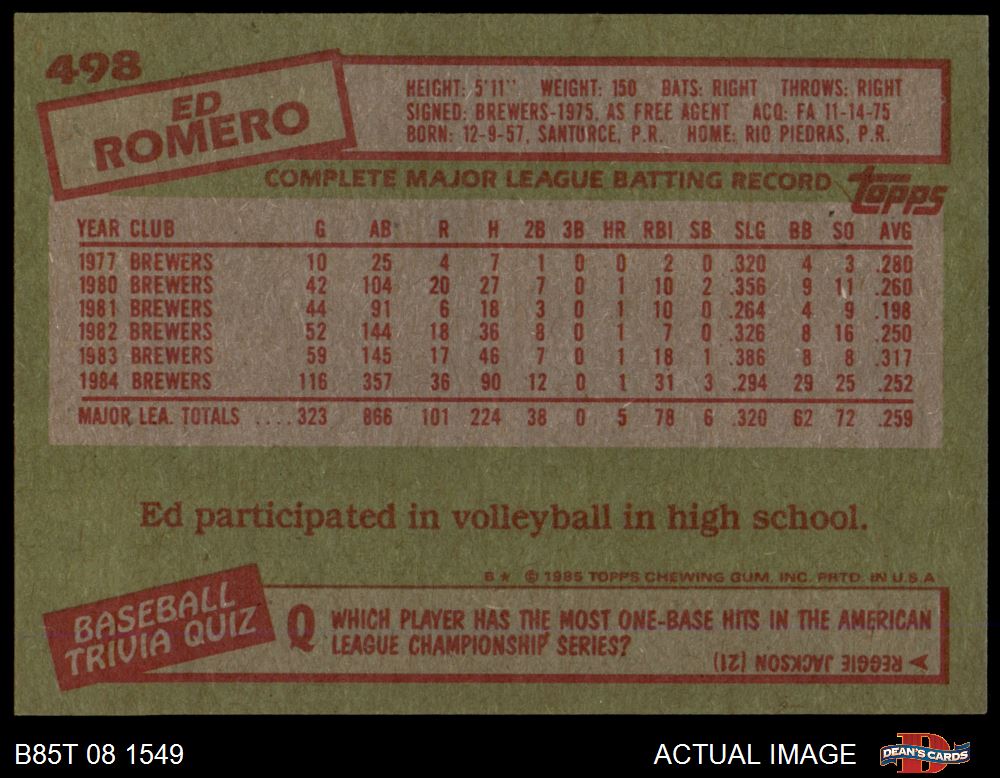 498
ED
ROMERO
HEIGHT: 5'11" WEIGHT: 150 BATS: RIGHT THROWS: RIGHT
SIGNED: BREWERS-1975, AS FREE AGENT ACQ: FA 11-14-75
BORN: 12-9-57, SANTURCE, P.R. HOME: RIO PIEDRAS, P.R.
COMPLETE MAJOR LEAGUE BATTING RECORD
topps
YEAR CLUB G AB R H 2B 3B HR RBI SB SLG BB SO AVG
1977 BREWERS 10 25 4 7 1 0 0 2 0 .320 4 3 .280
1980 BREWERS 42 104 20 27 7 0 1 10 2 .356 9 11 .260
1981 BREWERS 44 91 6 18 3 0 1 10 0 .264 4 9 .198
1982 BREWERS 52 144 18 36 8 0 1 7 0 .326 8 16 .250
1983 BREWERS 59 145 17 46 7 0 1 18 1 .386 8 8 .317
1984 BREWERS 116 357 36 90 12 0 1 31 3 .294 29 25 .252
MAJOR LEA. TOTALS ....323 866 101 224 38 0 5 78 6 .320 62 72 .259
Ed participated in volleyball in high school.
B★ © 1985 TOPPS CHEWING GUM, INC. PRTD. IN U.S.A
BASEBALL
TRIVIA QUIZ
Q WHICH PLAYER HAS THE MOST ONE-BASE HITS IN THE AMERICAN
LEAGUE CHAMPIONSHIP SERIES?
REGGIE JACKSON (21)
B85T 08 1549
ACTUAL IMAGE
D
DEAN'S CARDS